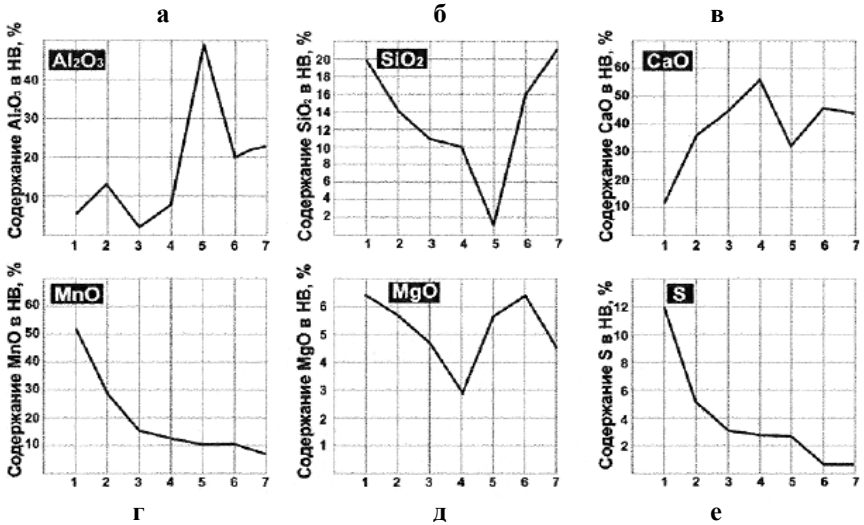 а б в
Содержание Al₂O₃ в НВ, %
Al₂O₃
40
30
20
10
1 2 3 4 5 6 7
Содержание SiO₂ в НВ, %
SiO₂
20
18
16
14
12
10
8
6
4
2
1 2 3 4 5 6 7
Содержание CaO в НВ, %
CaO
60
50
40
30
20
10
1 2 3 4 5 6 7
Содержание MnO в НВ, %
MnO
60
50
40
30
20
10
1 2 3 4 5 6 7
Содержание MgO в НВ, %
MgO
6
5
4
3
2
1
1 2 3 4 5 6 7
Содержание S в НВ, %
S
12
10
8
6
4
2
1 2 3 4 5 6 7
г д е